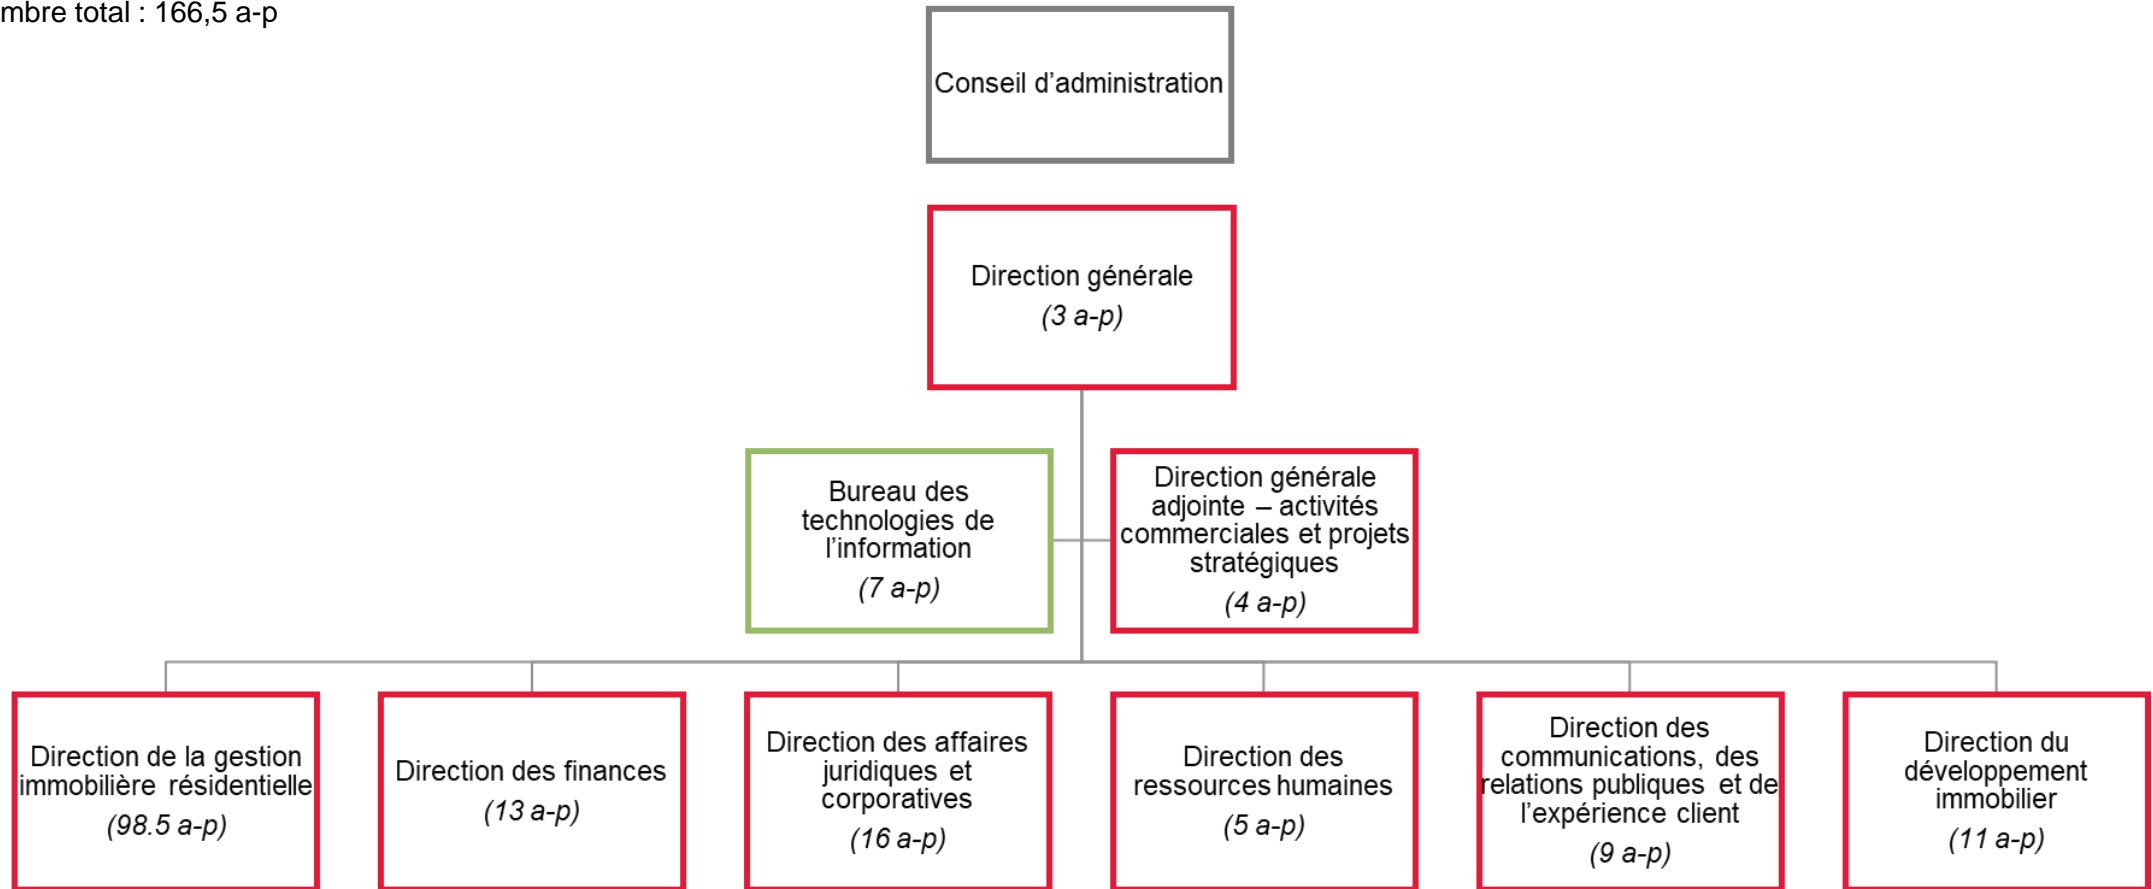 mbre total : 166,5 a-p
Conseil d’administration
Direction générale
(3 a-p)
Bureau des
technologies de
l’information
(7 a-p)
Direction générale
adjointe – activités
commerciales et projets
stratégiques
(4 a-p)
Direction de la gestion
immobilière résidentielle
(98.5 a-p)
Direction des finances
(13 a-p)
Direction des affaires
juridiques et
corporatives
(16 a-p)
Direction des
ressources humaines
(5 a-p)
Direction des
communications, des
relations publiques et de
l’expérience client
(9 a-p)
Direction du
développement
immobilier
(11 a-p)